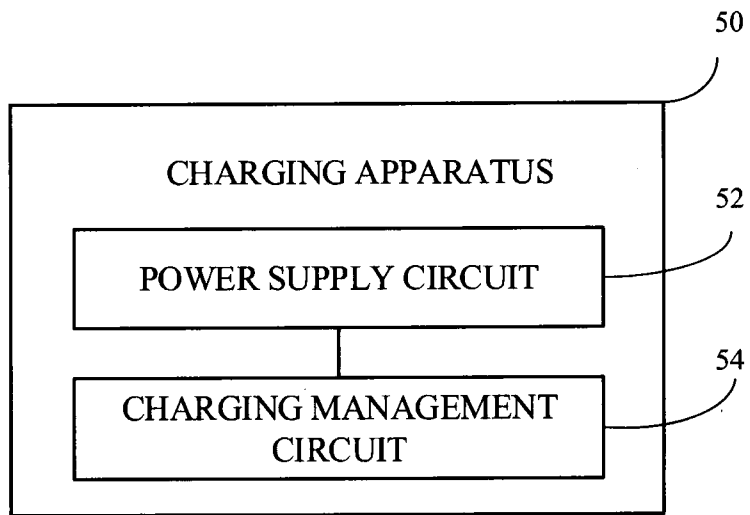 50
CHARGING APPARATUS
52
POWER SUPPLY CIRCUIT
54
CHARGING MANAGEMENT
CIRCUIT